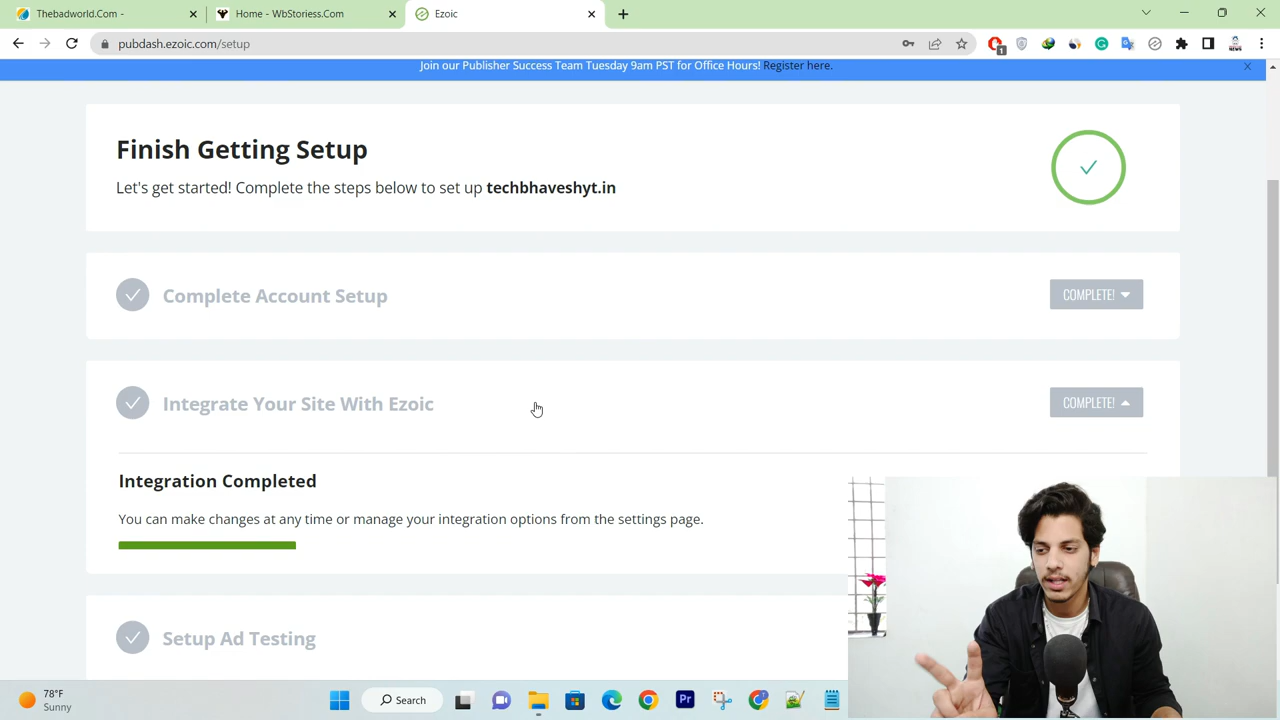 Thebadworld.Com -
Home - WbStoriess.Com
Ezoic
pubdash.ezoic.com/setup
1
NEWS
Join our Publisher Success Team Tuesday 9am PST for Office Hours! Register here.
Finish Getting Setup
Let's get started! Complete the steps below to set up techbhaveshyt.in
Complete Account Setup
COMPLETE!
Integrate Your Site With Ezoic
COMPLETE!
Integration Completed
You can make changes at any time or manage your integration options from the settings page.
Setup Ad Testing
78°F
Sunny
Search
Pr